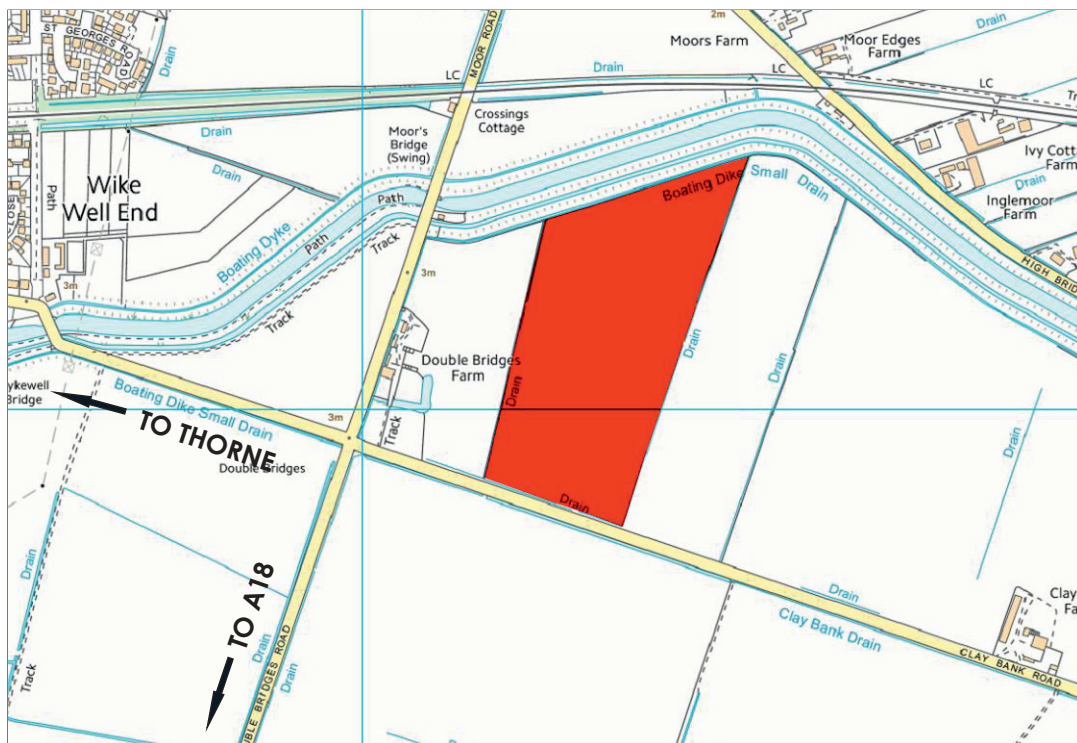 2m
ST GEORGES ROAD
Drain
MOOR ROAD
Moors Farm
Moor Edges
Farm
LC
Drain
LC
LC
Crossings
Cottage
Drain
Moor's
Bridge
(Swing)
Drain
Path
Wike
Well End
CLOSE
Path
Boating Dyke
Path
Track
Track
3m
3m
Boating Dike Small Drain
Ivy Cott
Farm
Drain
Inglemoor
Farm
HIGH BRID
Double Bridges
Farm
Drain
Drain
Drain
Drain
ykewell
Bridge
Boating Dike Small Drain
TO THORNE
3m
Track
Double Bridges
Drain
Drain
Track
TO A18
Drain
Drain
BLE BRIDGES ROAD
Drain
Clay Bank Drain
CLAY BANK ROAD
Clay
Fa